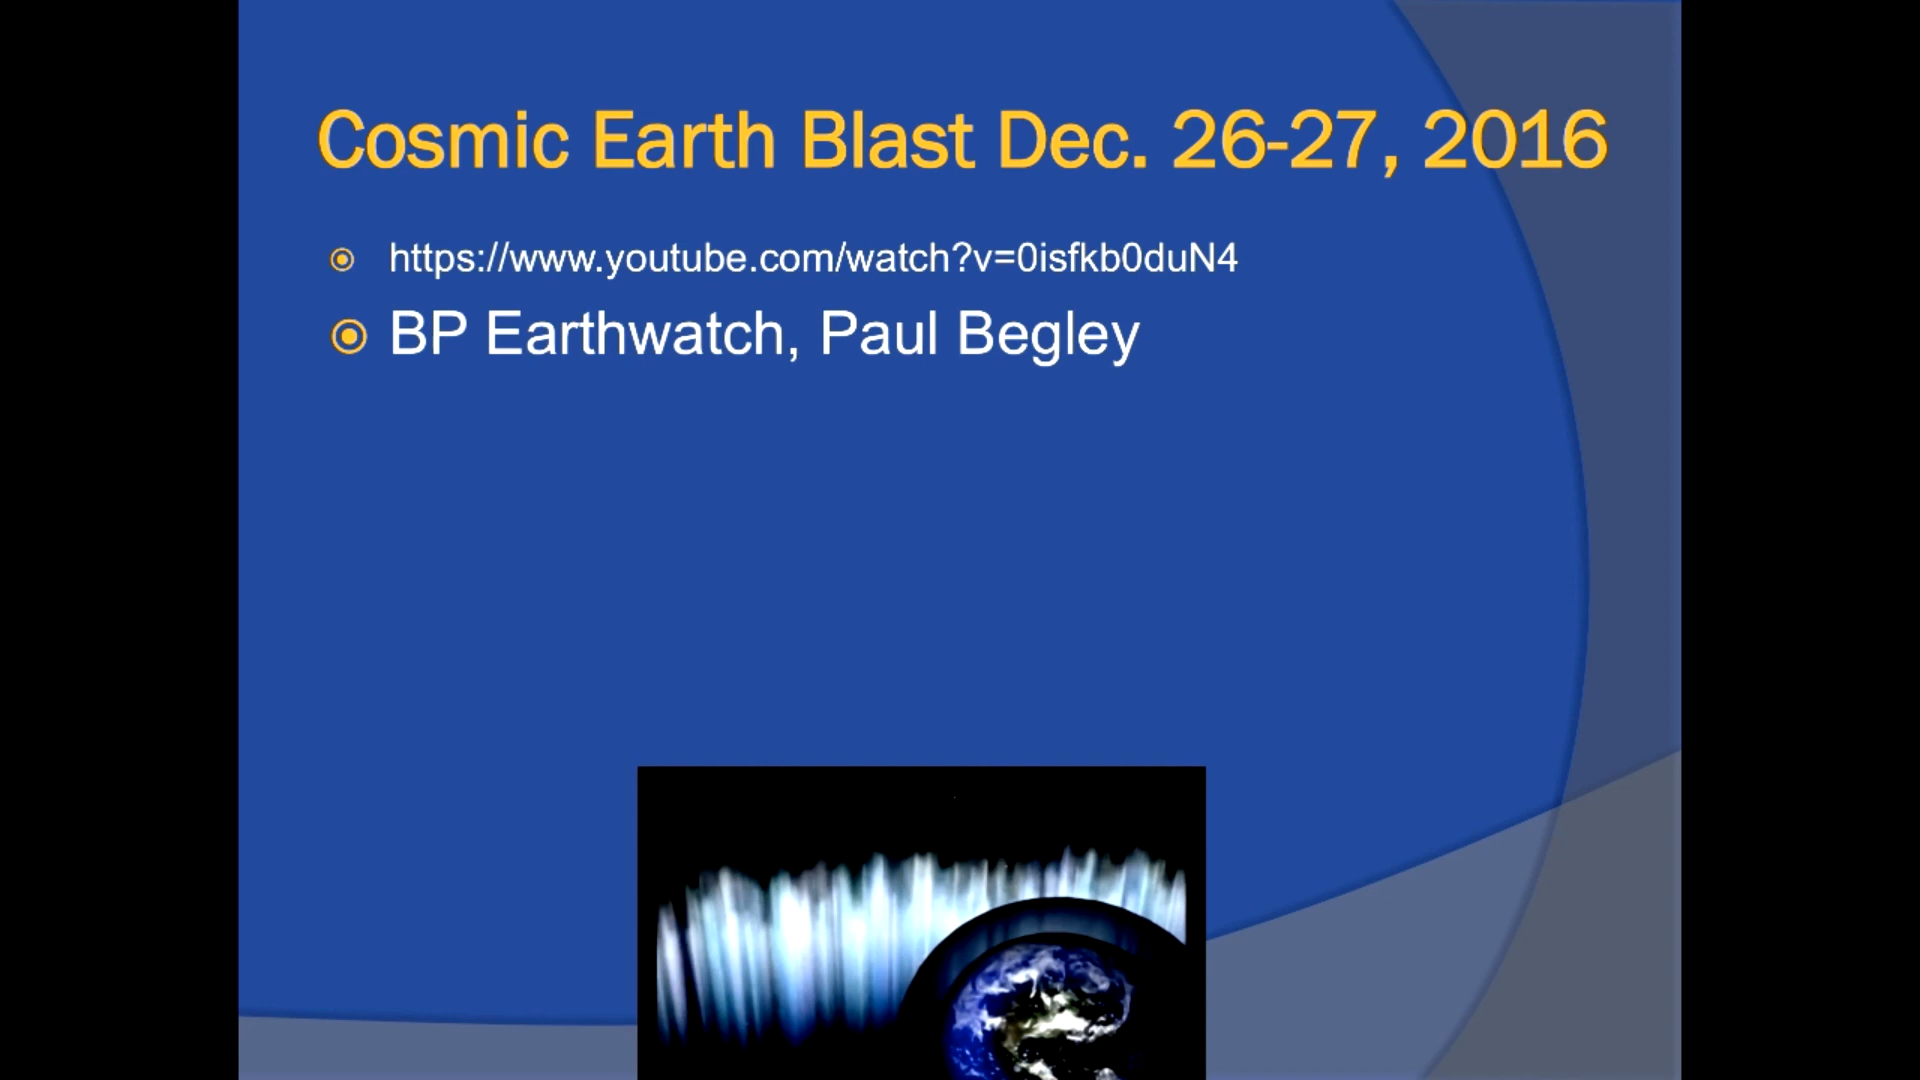 Cosmic Earth Blast Dec. 26-27, 2016
https://www.youtube.com/watch?v=0isfkb0duN4
BP Earthwatch, Paul Begley